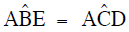 AB̂E = AĈD